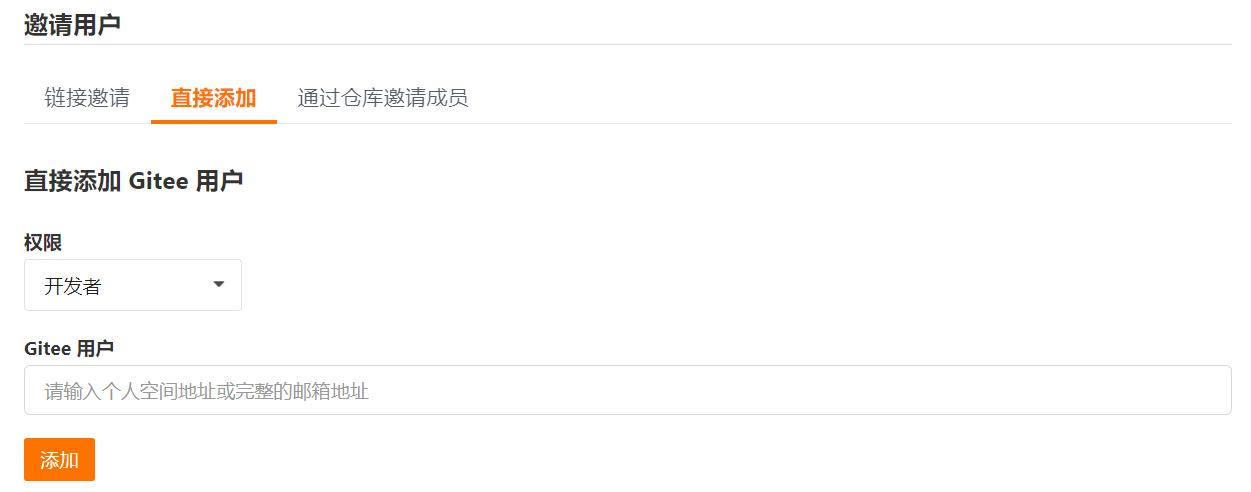 邀请用户
链接邀请 直接添加 通过仓库邀请成员
直接添加 Gitee 用户
权限
开发者
Gitee 用户
请输入个人空间地址或完整的邮箱地址
添加